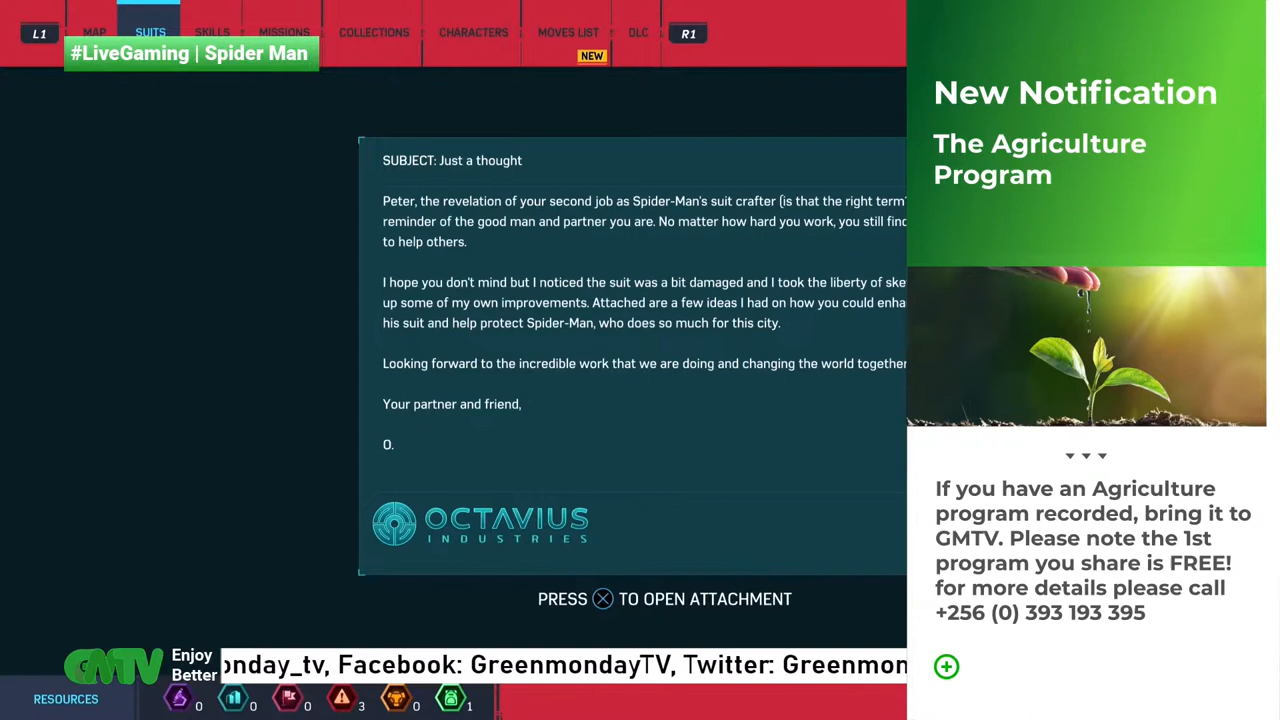 L1
MAP
SUITS
SKILLS
MISSIONS
COLLECTIONS
CHARACTERS
MOVES LIST
NEW
DLC
R1
#LiveGaming | Spider Man
SUBJECT: Just a thought
Peter, the revelation of your second job as Spider-Man's suit crafter (is that the right term
reminder of the good man and partner you are. No matter how hard you work, you still find
to help others.
I hope you don't mind but I noticed the suit was a bit damaged and I took the liberty of ske
up some of my own improvements. Attached are a few ideas I had on how you could enha
his suit and help protect Spider-Man, who does so much for this city.
Looking forward to the incredible work that we are doing and changing the world together
Your partner and friend,
O.
OCTAVIUS
INDUSTRIES
PRESS TO OPEN ATTACHMENT
New Notification
The Agriculture
Program
If you have an Agriculture
program recorded, bring it to
GMTV. Please note the 1st
program you share is FREE!
for more details please call
+256 (0) 393 193 395
GMTV
Enjoy
Better
onday_tv, Facebook: GreenmondayTV, Twitter: Greenmon
RESOURCES
0
0
0
3
0
1